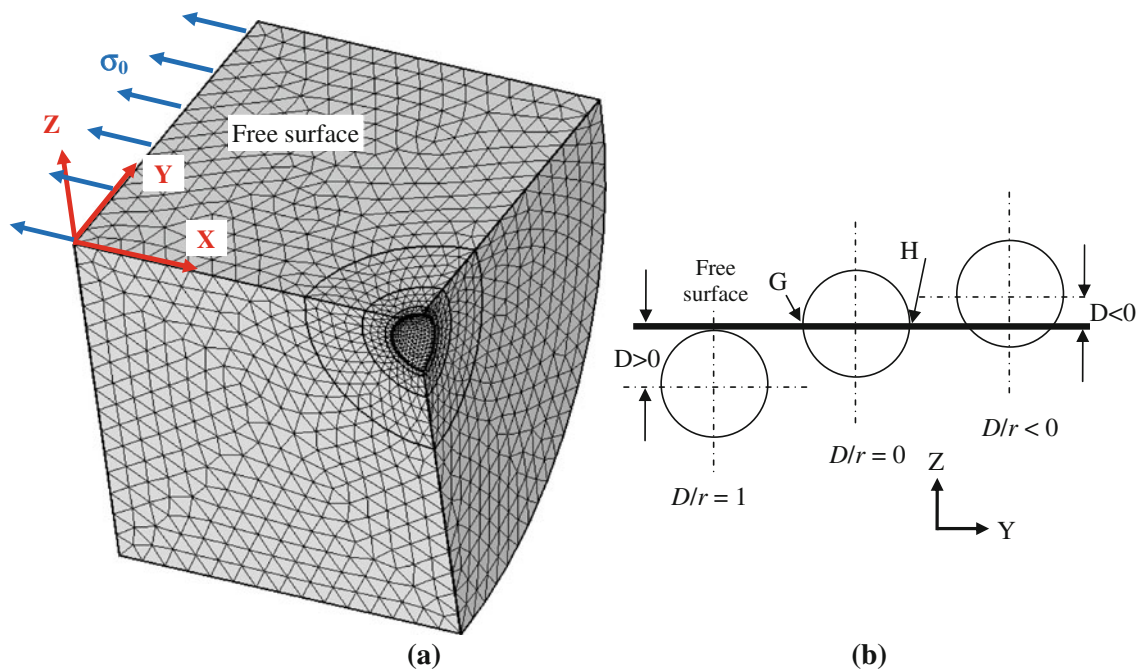 σ₀
Z
Free surface
Y
X
(a)
Free
surface
G
H
D<0
D>0
D/r = 1
D/r = 0
D/r < 0
Z
Y
(b)